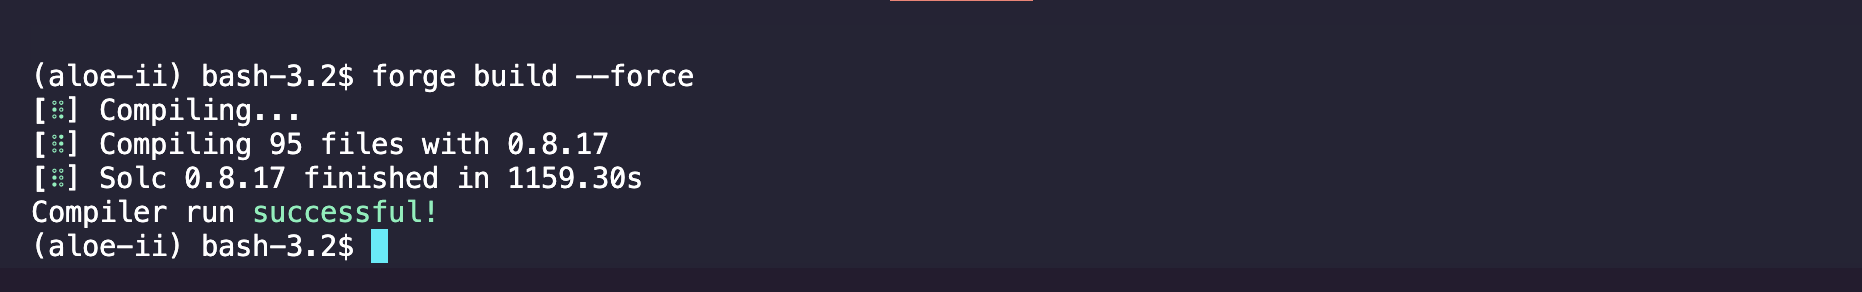 (aloe-ii) bash-3.2$ forge build --force
[⠿] Compiling...
[⠿] Compiling 95 files with 0.8.17
[⠿] Solc 0.8.17 finished in 1159.30s
Compiler run successful!
(aloe-ii) bash-3.2$